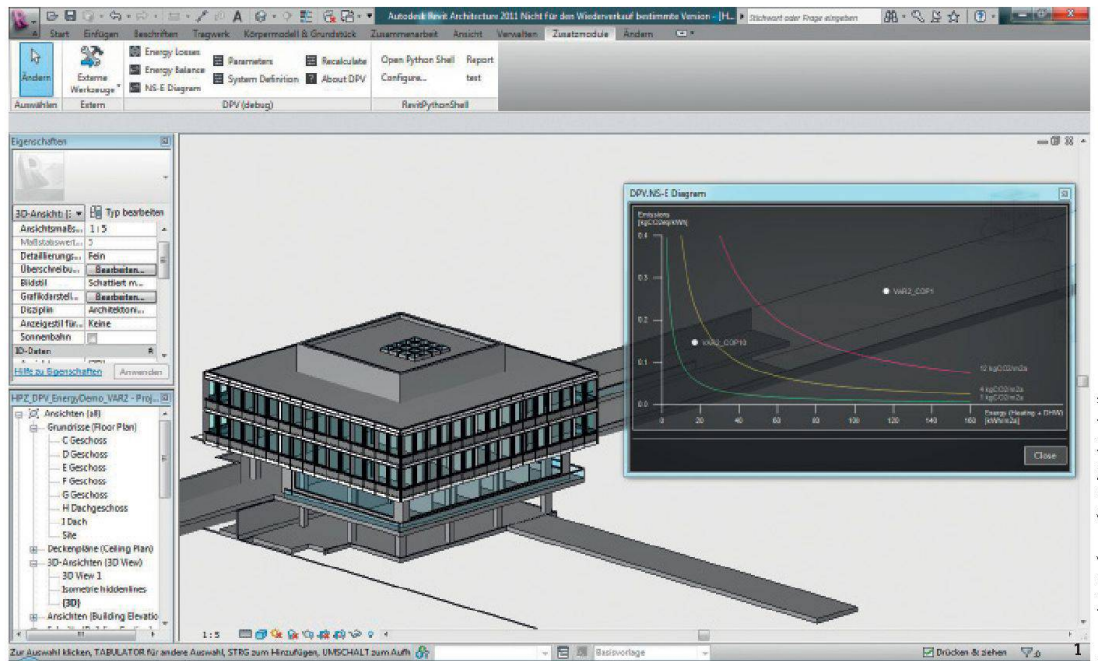 Autodesk Revit Architecture 2011 Nicht für den Wiederverkauf bestimmte Version - [H...
Stichwort oder Frage eingeben
Start Einfügen Beschriften Tragwerk Körpermodell & Grundstück Zusammenarbeit Ansicht Verwalten Zusatzmodule Ändern
Ändern
Externe Werkzeuge
Energy Losses
Energy Balance
NS-E Diagram
Parameters
System Definition
Recalculate
About DPV
Open Python Shell Report
Configure... test
Auswählen Extern DPV (debug) RevitPythonShell
Eigenschaften
3D-Ansicht: Typ bearbeiten
Ansichtsmaßs... 1 : 5
Maßstabswert... 5
Detaillierungs... Fein
Überschreibu... Bearbeiten...
Bildstil Schattiert m...
Grafikdarstell... Bearbeiten...
Disziplin Architektoni...
Anzeigestil für... Keine
Sonnenbahn
ID-Daten
Hilfe zu Eigenschaften Anwenden
HPZ_DPV_EnergyDemo_VAR2 - Proj...
Ansichten (all)
Grundrisse (Floor Plan)
C Geschoss
D Geschoss
E Geschoss
F Geschoss
G Geschoss
H Dachgeschoss
I Dach
Site
Deckenpläne (Ceiling Plan)
3D-Ansichten (3D View)
3D View 1
Isometrie hiddenlines
{3D}
Ansichten (Building Elevatio
DPV.NS-E Diagram
Emissions
[kgCO2kg/kWh]
0.4
0.3
0.2
0.1
0.0
VAR2_COP1
VAR2_COP10
12 kgCO2/m2a
4 kgCO2/m2a
1 kgCO2/m2a
0 20 40 60 80 100 120 140 160
Energy (Heating + DHW)
[kWh/m2a]
Close
1 : 5
Zur Auswahl klicken, TABULATOR für andere Auswahl, STRG zum Hinzufügen, UMSCHALT zum Aufh
Basisvorlage
Drücken & ziehen
:0
1